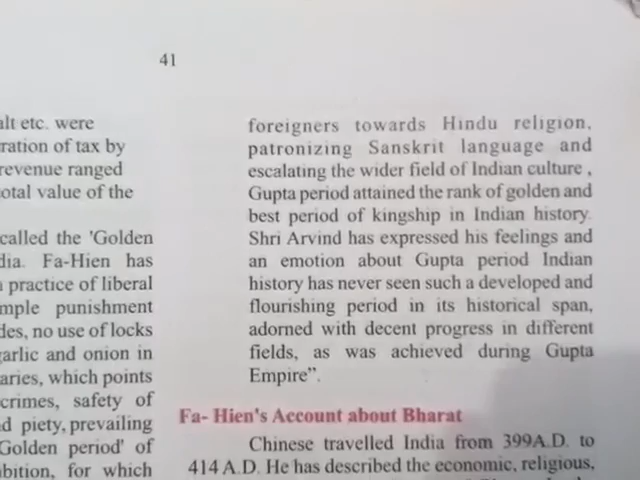 41
alt etc. were
ration of tax by
revenue ranged
otal value of the
called the 'Golden
dia. Fa-Hien has
practice of liberal
mple punishment
des, no use of locks
garlic and onion in
aries, which points
crimes, safety of
d piety, prevailing
Golden period' of
bition, for which
foreigners towards Hindu religion,
patronizing Sanskrit language and
escalating the wider field of Indian culture ,
Gupta period attained the rank of golden and
best period of kingship in Indian history.
Shri Arvind has expressed his feelings and
an emotion about Gupta period Indian
history has never seen such a developed and
flourishing period in its historical span,
adorned with decent progress in different
fields, as was achieved during Gupta
Empire”.
Fa- Hien's Account about Bharat
Chinese travelled India from 399A.D. to
414 A.D. He has described the economic, religious,